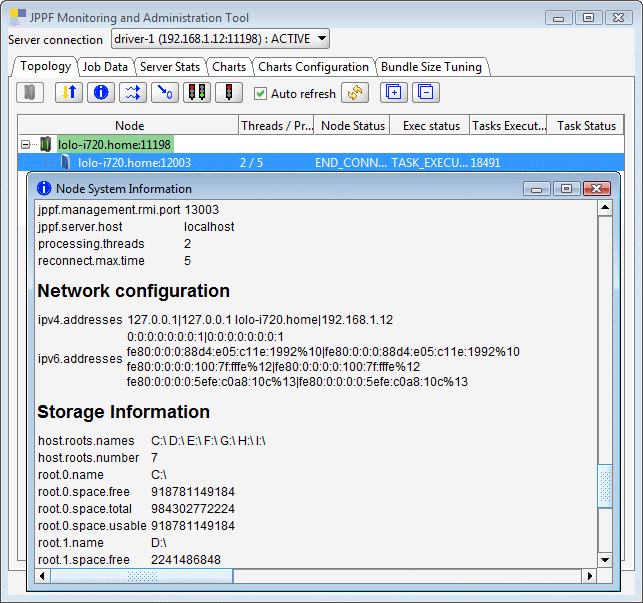 JPPF Monitoring and Administration Tool
Server connection driver-1 (192.168.1.12:11198) : ACTIVE
Topology Job Data Server Stats Charts Charts Configuration Bundle Size Tuning
Auto refresh
Node Threads / Pr... Node Status Exec status Tasks Execut... Task Status
lolo-i720.home:11198
lolo-i720.home:12003 2 / 5 END_CONN... TASK_EXECU... 18491
Node System Information
jppf.management.rmi.port 13003
jppf.server.host localhost
processing.threads 2
reconnect.max.time 5
Network configuration
ipv4.addresses 127.0.0.1|127.0.0.1 lolo-i720.home|192.168.1.12
0:0:0:0:0:0:0:1|0:0:0:0:0:0:0:1
ipv6.addresses fe80:0:0:0:88d4:e05:c11e:1992%10|fe80:0:0:0:88d4:e05:c11e:1992%10
fe80:0:0:0:0:100:7f:fffe%12|fe80:0:0:0:0:100:7f:fffe%12
fe80:0:0:0:0:5efe:c0a8:10c%13|fe80:0:0:0:0:5efe:c0a8:10c%13
Storage Information
host.roots.names C:\ D:\ E:\ F:\ G:\ H:\ I:\
host.roots.number 7
root.0.name C:\
root.0.space.free 918781149184
root.0.space.total 984302772224
root.0.space.usable 918781149184
root.1.name D:\
root.1.space.free 2241486848